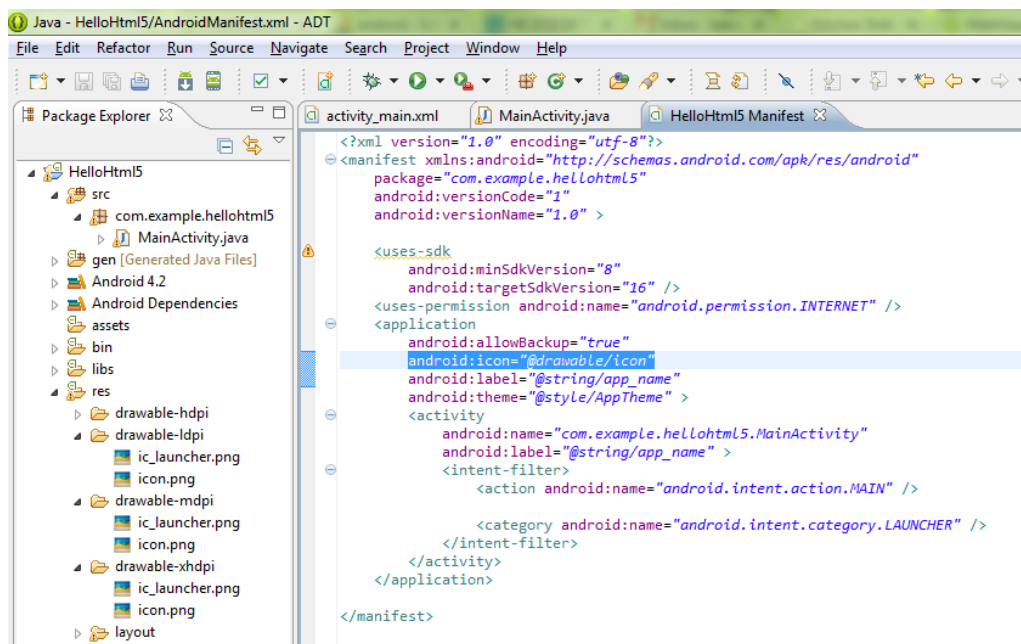 Java - HelloHtml5/AndroidManifest.xml - ADT
File Edit Refactor Run Source Navigate Search Project Window Help
Package Explorer
activity_main.xml MainActivity.java HelloHtml5 Manifest
HelloHtml5
src
com.example.hellohtml5
MainActivity.java
gen [Generated Java Files]
Android 4.2
Android Dependencies
assets
bin
libs
res
drawable-hdpi
drawable-ldpi
ic_launcher.png
icon.png
drawable-mdpi
ic_launcher.png
icon.png
drawable-xhdpi
ic_launcher.png
icon.png
layout
<?xml version="1.0" encoding="utf-8"?>
<manifest xmlns:android="http://schemas.android.com/apk/res/android"
package="com.example.hellohtml5"
android:versionCode="1"
android:versionName="1.0" >
<uses-sdk
android:minSdkVersion="8"
android:targetSdkVersion="16" />
<uses-permission android:name="android.permission.INTERNET" />
<application
android:allowBackup="true"
android:icon="@drawable/icon"
android:label="@string/app_name"
android:theme="@style/AppTheme" >
<activity
android:name="com.example.hellohtml5.MainActivity"
android:label="@string/app_name" >
<intent-filter>
<action android:name="android.intent.action.MAIN" />
<category android:name="android.intent.category.LAUNCHER" />
</intent-filter>
</activity>
</application>
</manifest>